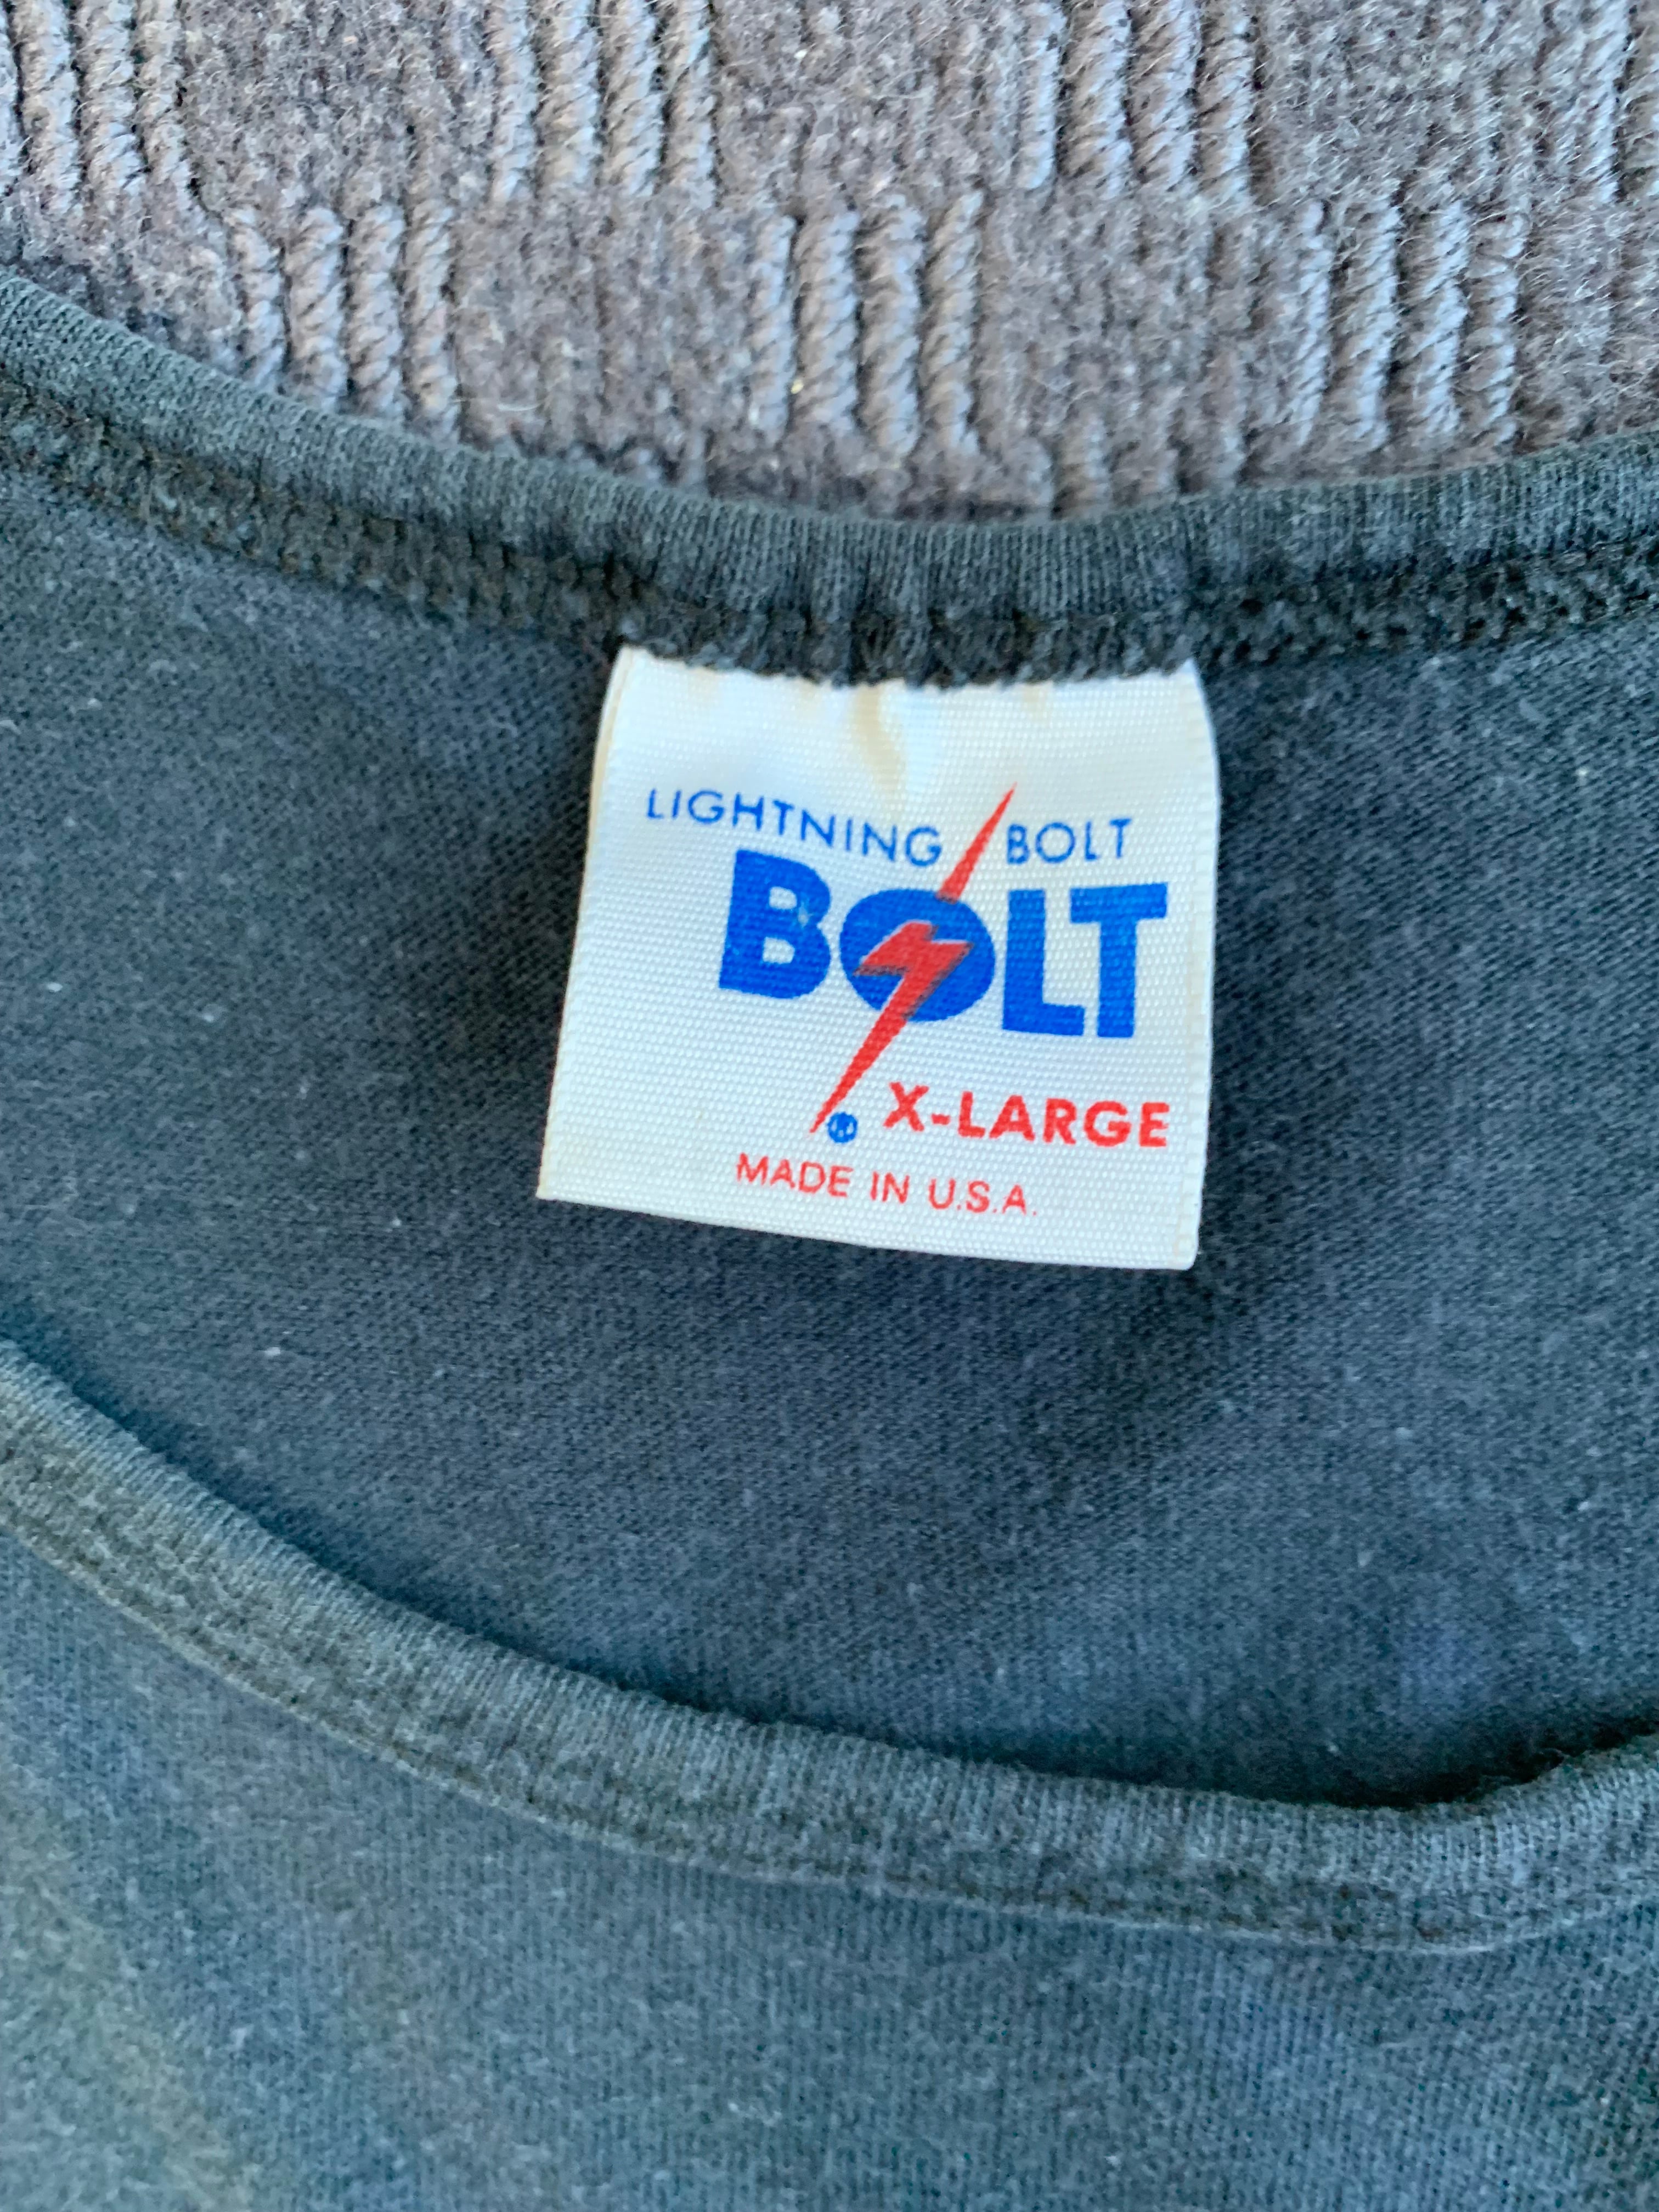 LIGHTNING BOLT
BOLT
® X-LARGE
MADE IN U.S.A.